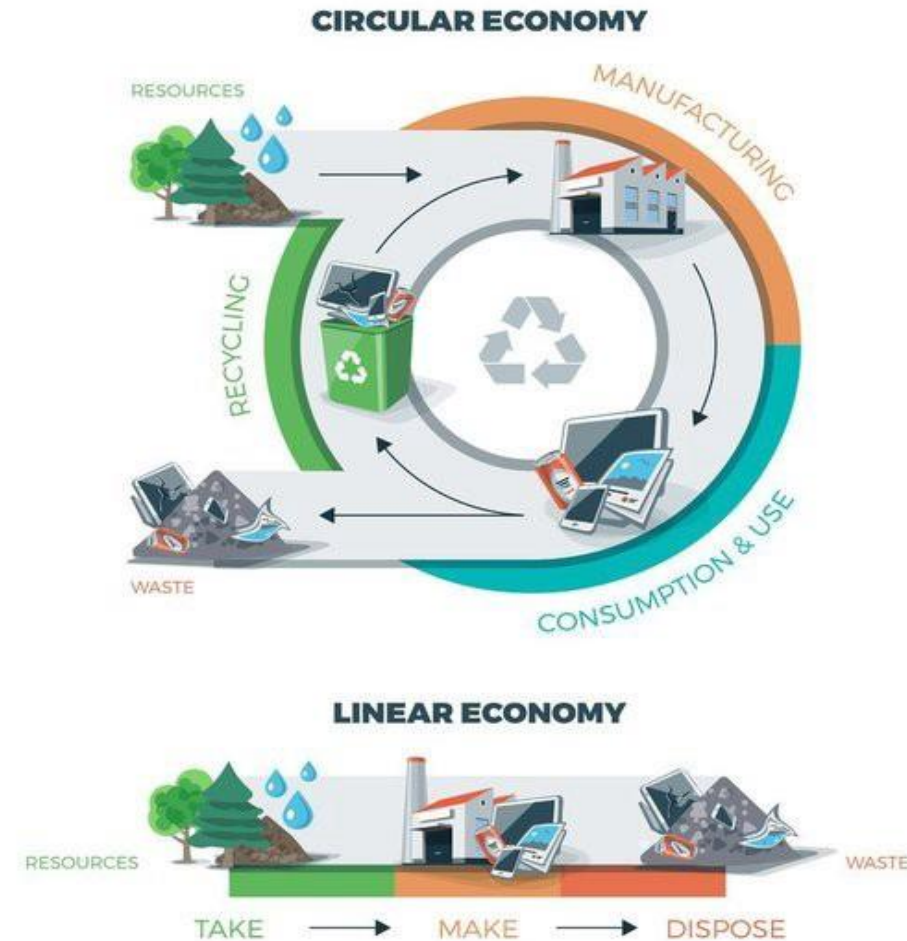 CIRCULAR ECONOMY
RESOURCES
MANUFACTURING
RECYCLING
WASTE
CONSUMPTION & USE
LINEAR ECONOMY
RESOURCES
WASTE
TAKE
MAKE
DISPOSE